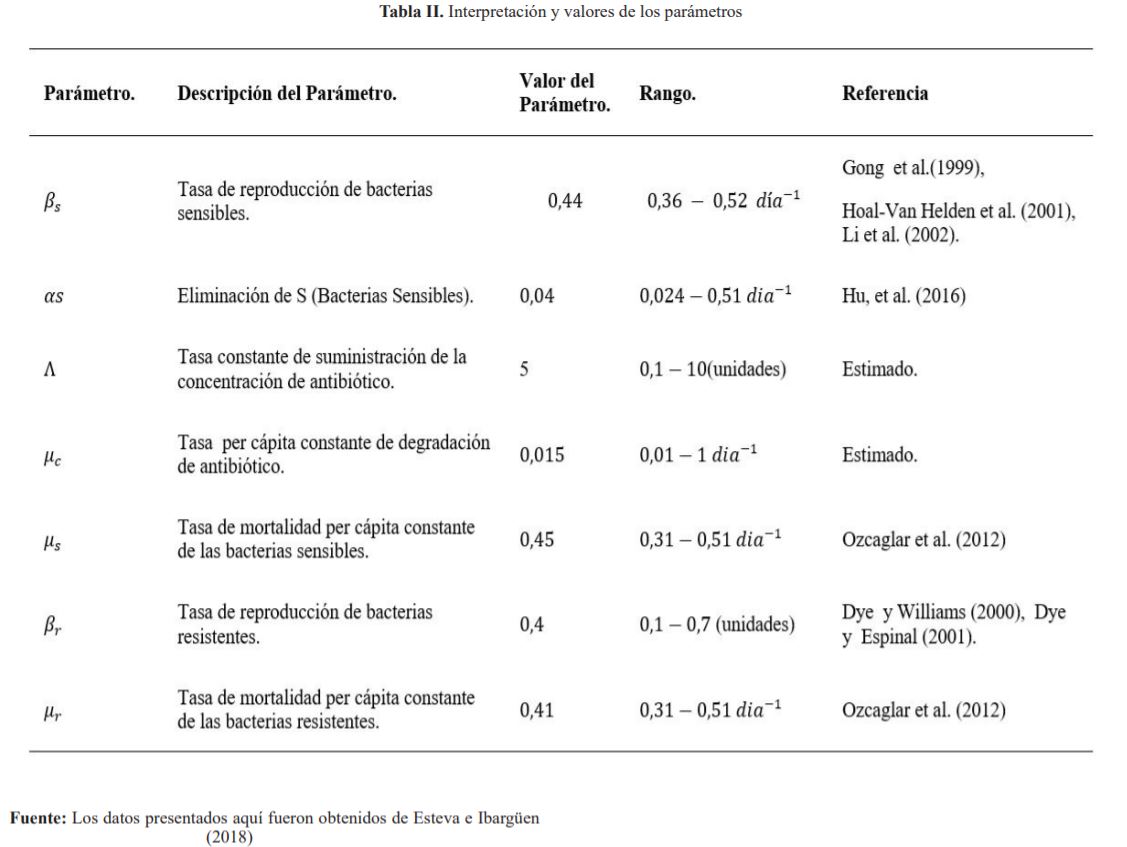 Tabla II. Interpretación y valores de los parámetros
Parámetro. Descripción del Parámetro. Valor del Parámetro. Rango. Referencia
β_s Tasa de reproducción de bacterias sensibles. 0,44 0,36 − 0,52 día⁻¹ Gong et al.(1999),
Hoal-Van Helden et al. (2001),
Li et al. (2002).
αs Eliminación de S (Bacterias Sensibles). 0,04 0,024 − 0,51 dia⁻¹ Hu, et al. (2016)
Λ Tasa constante de suministración de la concentración de antibiótico. 5 0,1 − 10(unidades) Estimado.
μ_c Tasa per cápita constante de degradación de antibiótico. 0,015 0,01 − 1 dia⁻¹ Estimado.
μ_s Tasa de mortalidad per cápita constante de las bacterias sensibles. 0,45 0,31 − 0,51 dia⁻¹ Ozcaglar et al. (2012)
β_r Tasa de reproducción de bacterias resistentes. 0,4 0,1 − 0,7 (unidades) Dye y Williams (2000), Dye y Espinal (2001).
μ_r Tasa de mortalidad per cápita constante de las bacterias resistentes. 0,41 0,31 − 0,51 dia⁻¹ Ozcaglar et al. (2012)
Fuente: Los datos presentados aquí fueron obtenidos de Esteva e Ibargüen
(2018)